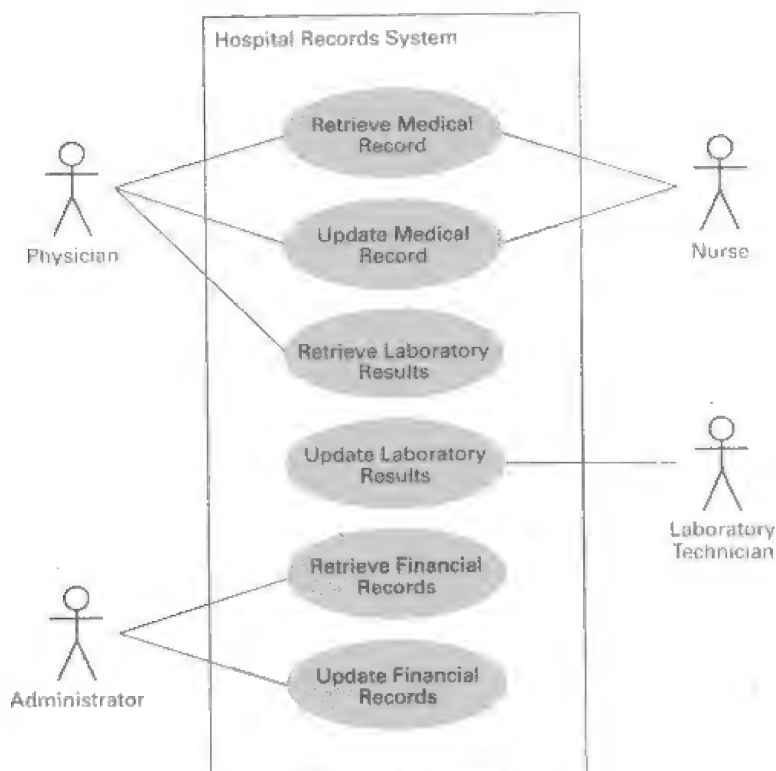 Hospital Records System
Retrieve Medical
Record
Physician
Update Medical
Record
Nurse
Retrieve Laboratory
Results
Update Laboratory
Results
Laboratory
Technician
Retrieve Financial
Records
Administrator
Update Financial
Records